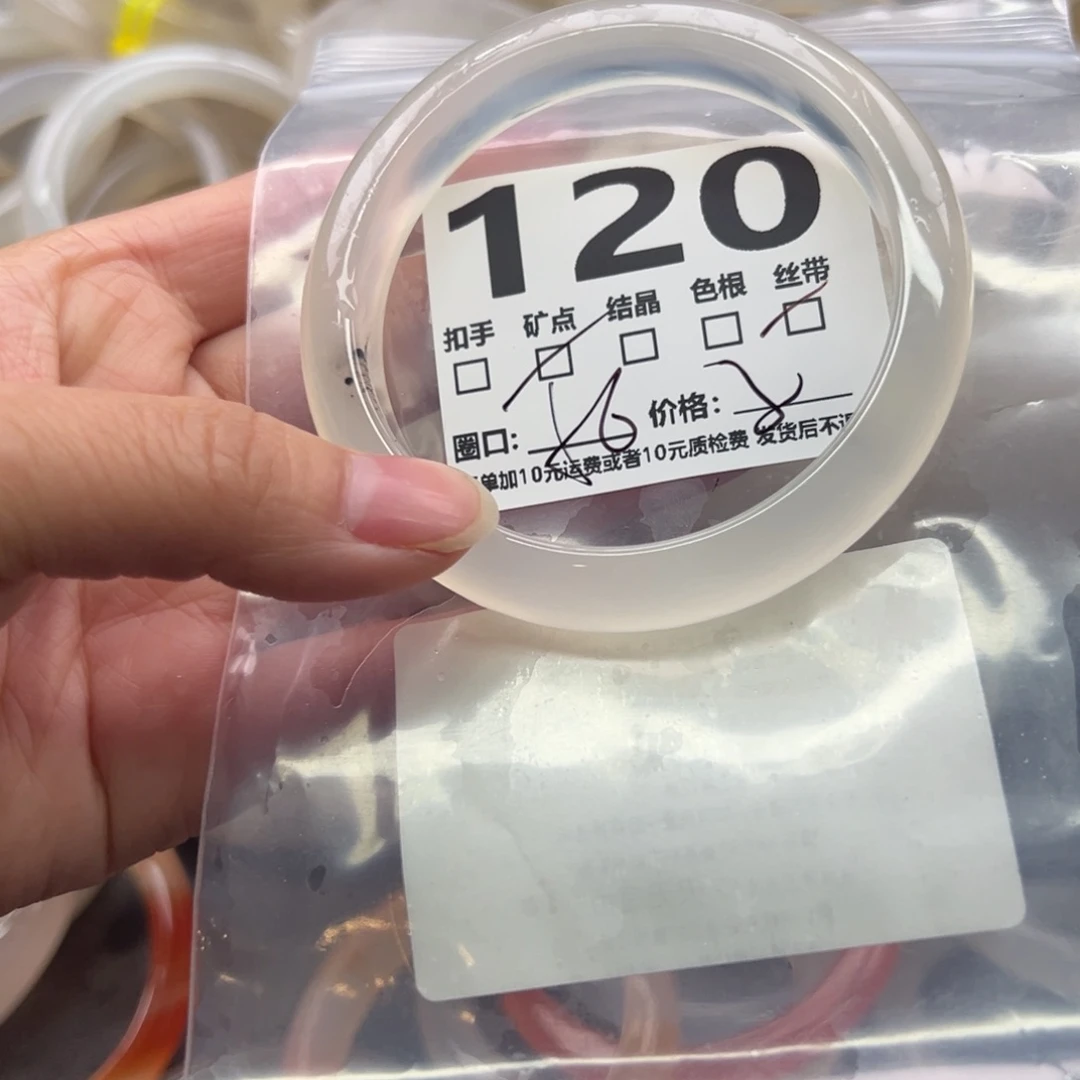 120
扣手 矿点 结晶 色根 丝带
圈口: 价格:
单加10元运费或者10元质检费 发货后不